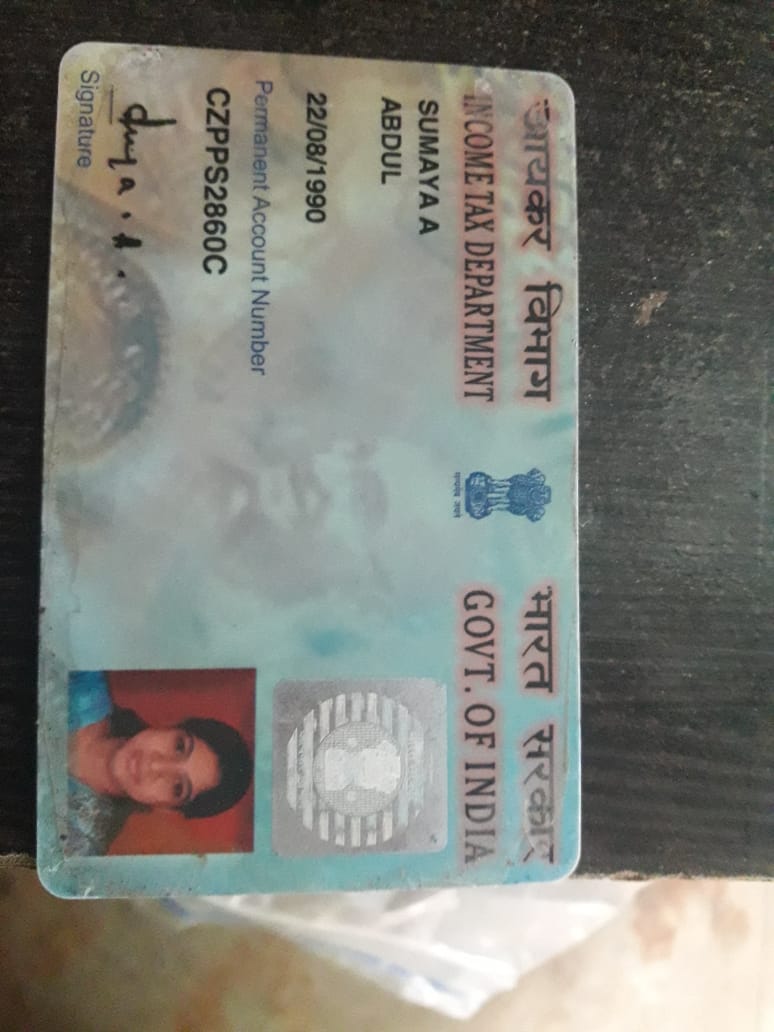 आयकर विभाग
INCOME TAX DEPARTMENT
भारत सरकार
GOVT. OF INDIA
SUMAYA A
ABDUL
22/08/1990
Permanent Account Number
CZPPS2860C
Signature
सत्यमेव जयते